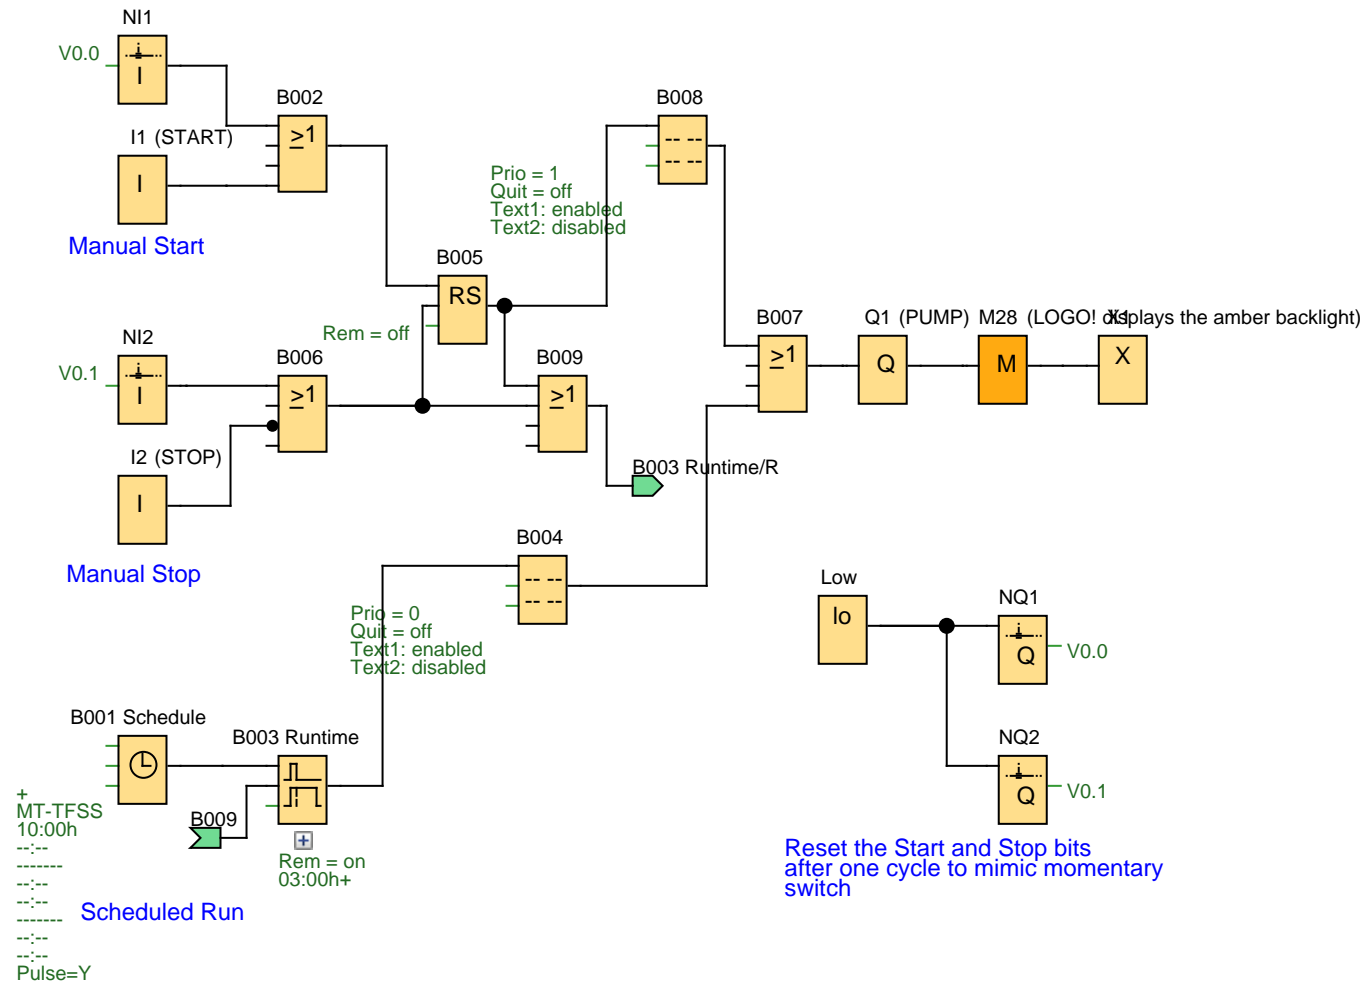 NI1
V0.0
I
B002
≥1
I1 (START)
I
Manual Start
B008
-- --
-- --
Prio = 1
Quit = off
Text1: enabled
Text2: disabled
B005
RS
Rem = off
NI2
V0.1
I
B006
≥1
I2 (STOP)
I
Manual Stop
B009
≥1
B003 Runtime/R
B007
≥1
Q1 (PUMP)
Q
M28 (LOGO! displays the amber backlight)
M
X1
X
B004
-- --
-- --
Prio = 0
Quit = off
Text1: enabled
Text2: disabled
Low
lo
NQ1
Q
V0.0
NQ2
Q
V0.1
Reset the Start and Stop bits
after one cycle to mimic momentary
switch
B001 Schedule
B003 Runtime
B009
+
Rem = on
03:00h+
+
MT-TFSS
10:00h
--:--
-------
--:--
--:--
-------
--:--
--:--
Pulse=Y
Scheduled Run